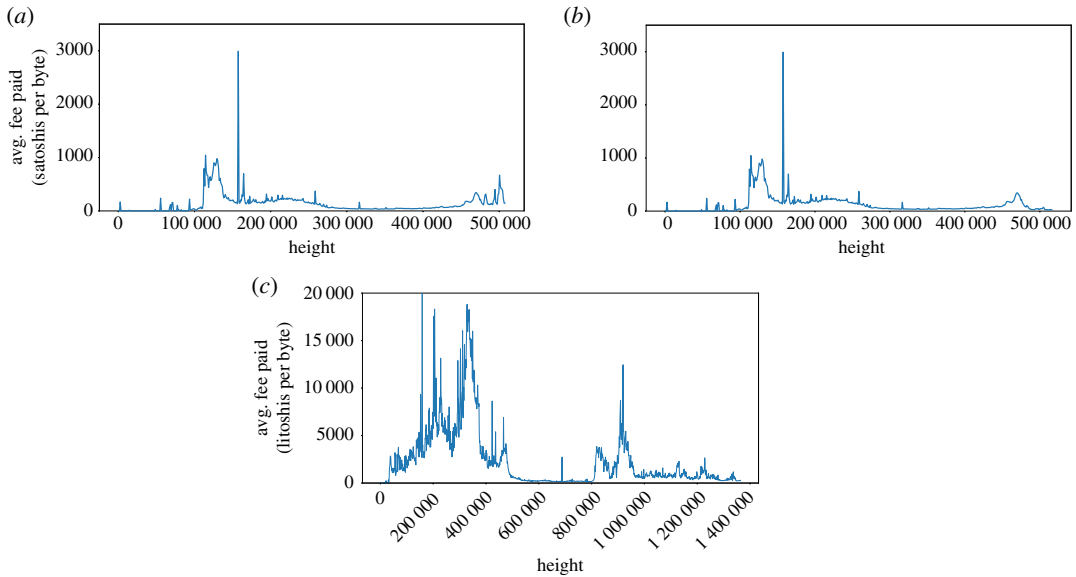 (a)
(b)
avg. fee paid
(satoshis per byte)
3000
2000
1000
0
0
100 000
200 000
300 000
400 000
500 000
height
3000
2000
1000
0
0
100 000
200 000
300 000
400 000
500 000
height
(c)
avg. fee paid
(litoshis per byte)
20 000
15 000
10 000
5000
0
0
200 000
400 000
600 000
800 000
1 000 000
1 200 000
1 400 000
height